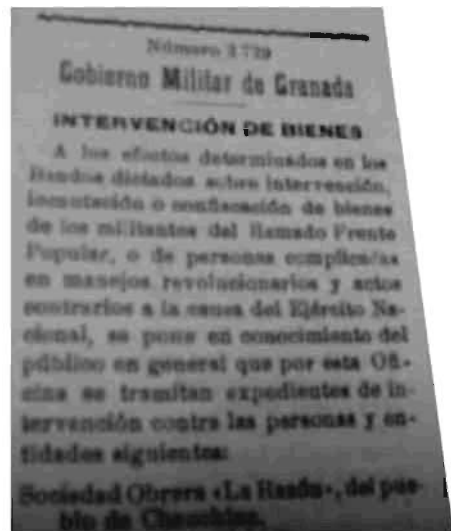 Número 3 729
Gobierno Militar de Granada
INTERVENCIÓN DE BIENES
A los efectos determinados en los
Bandos dictados sobre intervención,
incautación o confiscación de bienes
de los militantes del llamado Frente
Popular, o de personas complicadas
en manejos revolucionarios y actos
contrarios a la causa del Ejército Na-
cional, se pone en conocimiento del
público en general que por esta Ofi-
cina se tramitan expedientes de in-
tervención contra las personas y en-
tidades siguientes:
Sociedad Obrera «La Razón», del pue-
blo de Chauchina.